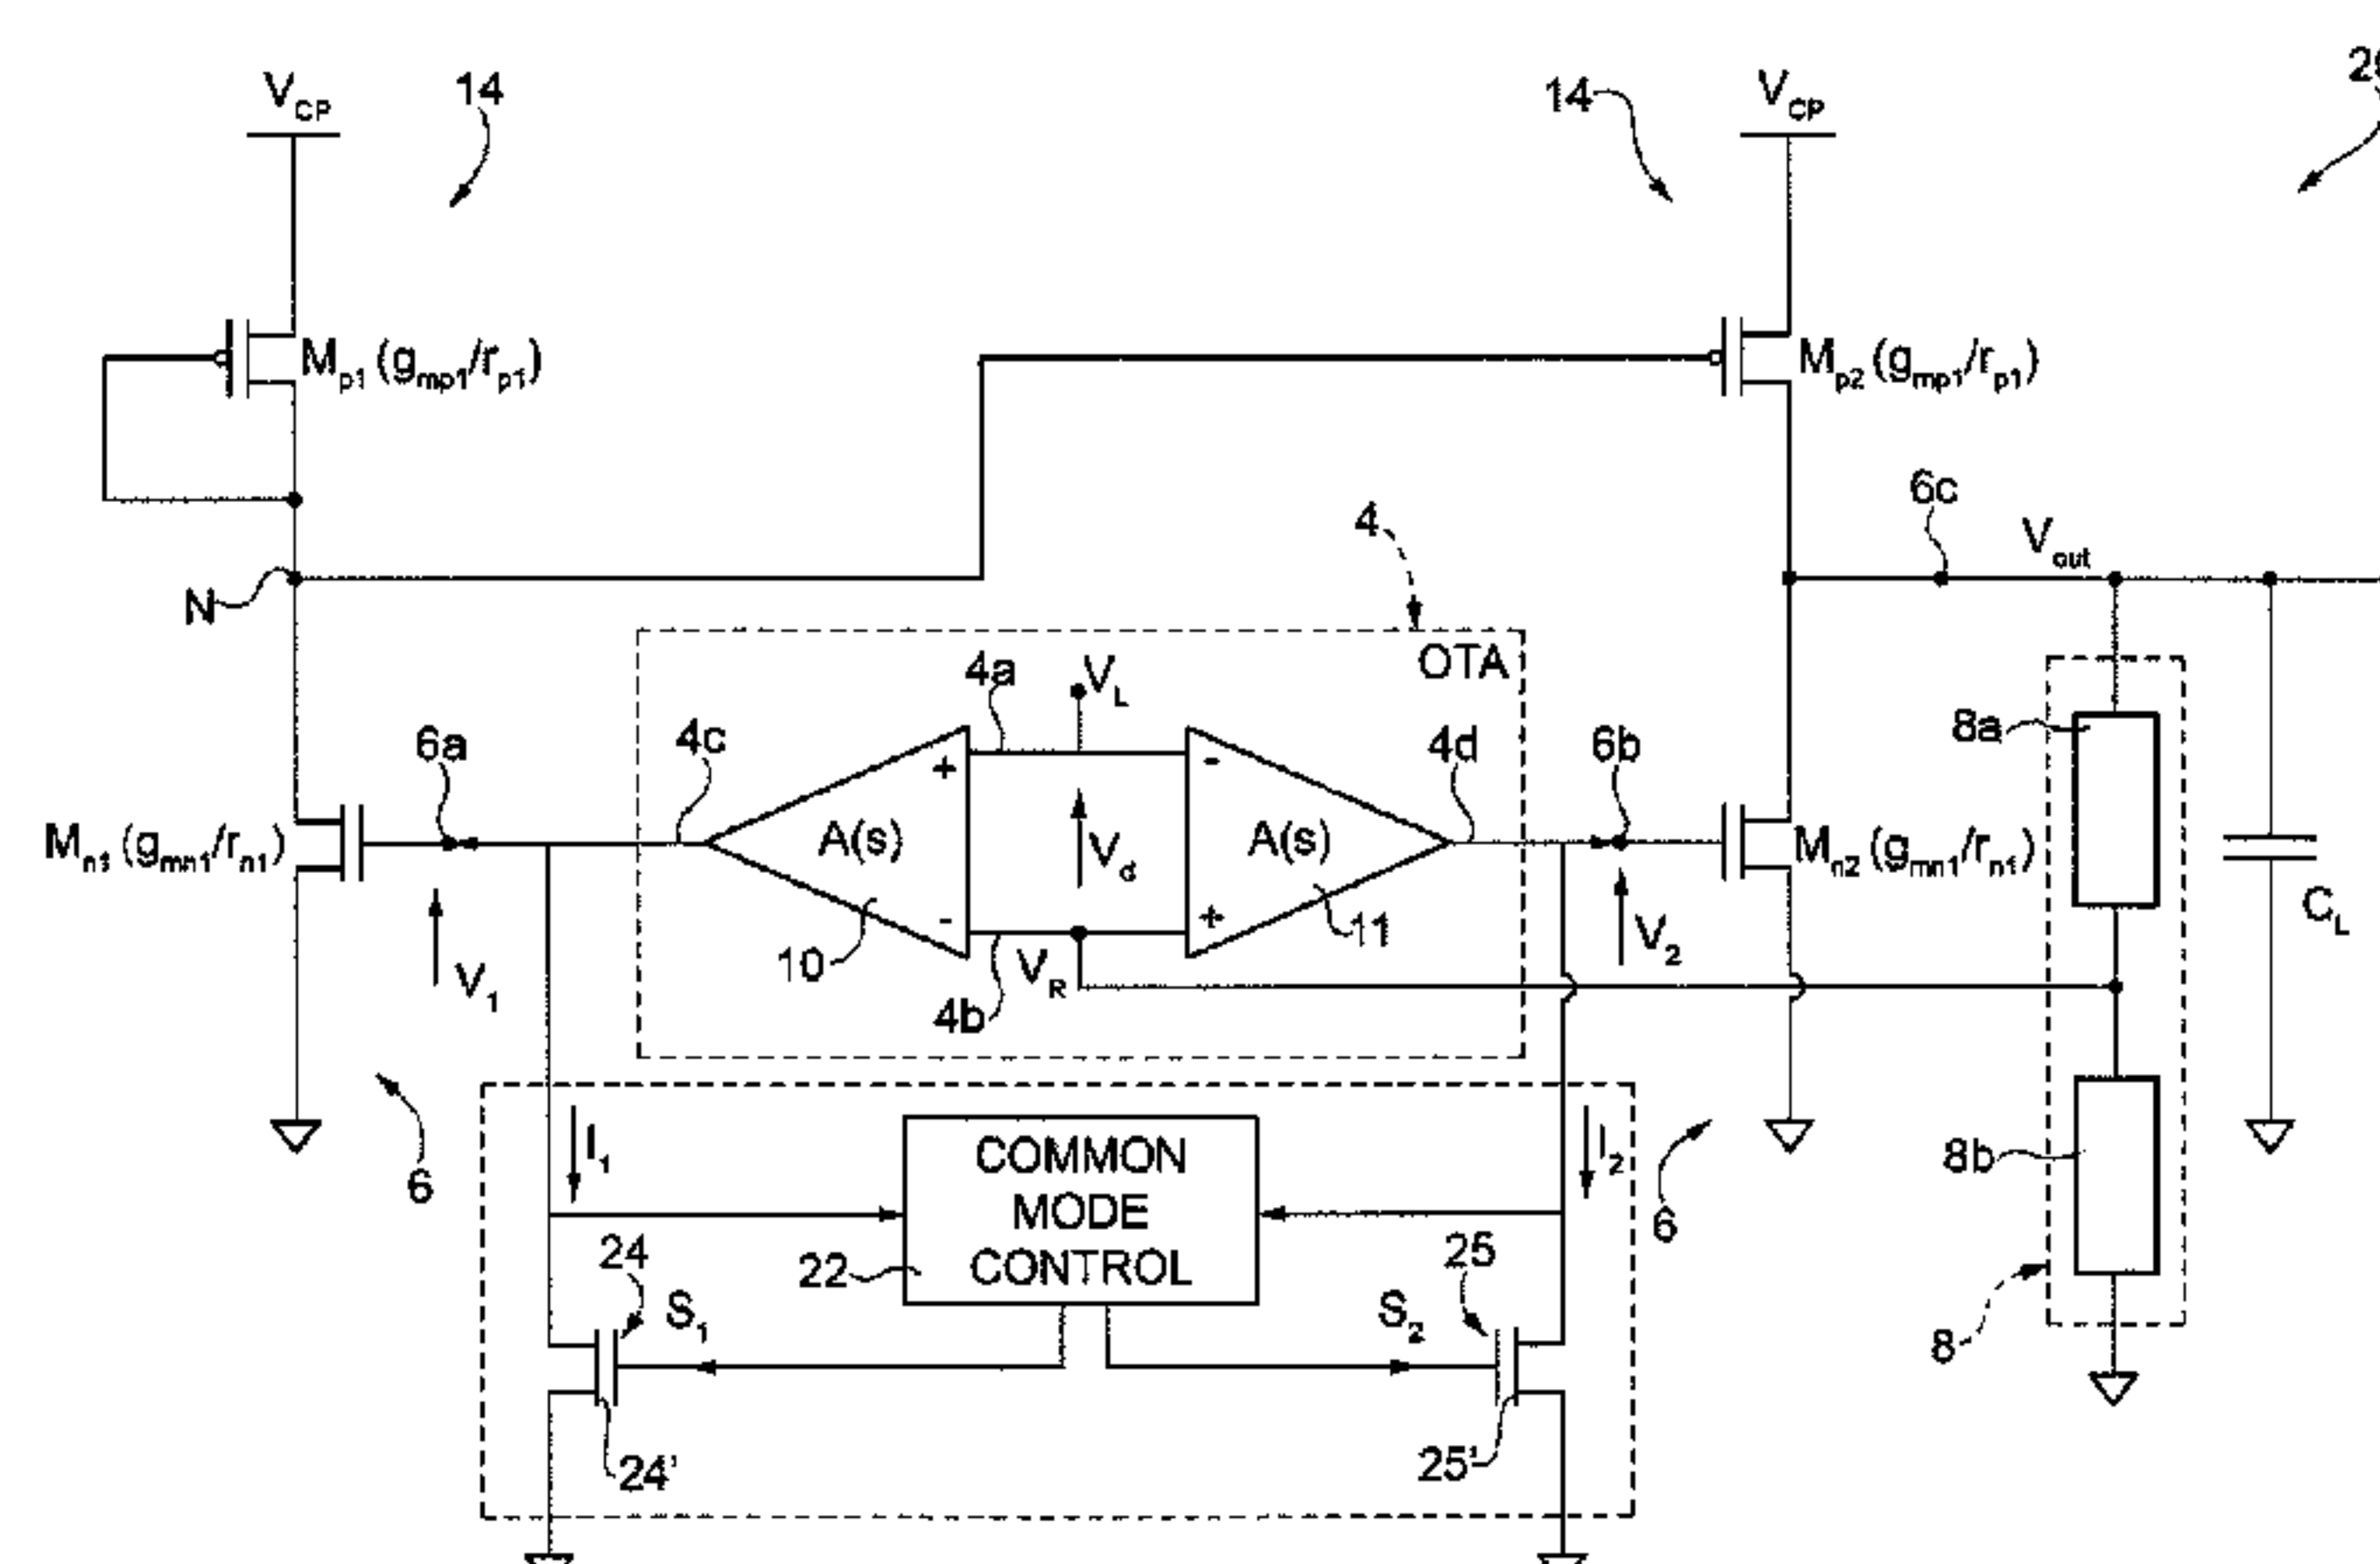 V_CP
14
14
V_CP
M_p1 (g_mp1/r_p1)
M_p2 (g_mp1/r_p1)
6c
V_out
4
N
OTA
4a
V_L
8a
6a
4c
4d
6b
+
-
M_n1 (g_mn1/r_n1)
A(s)
V_d
A(s)
M_n2 (g_mn1/r_n1)
C_L
-
+
10
V_R
11
V_1
4b
V_2
I_1
COMMON
MODE
CONTROL
I_2
8b
6
6
24
22
25
S_1
S_2
8
24'
25'